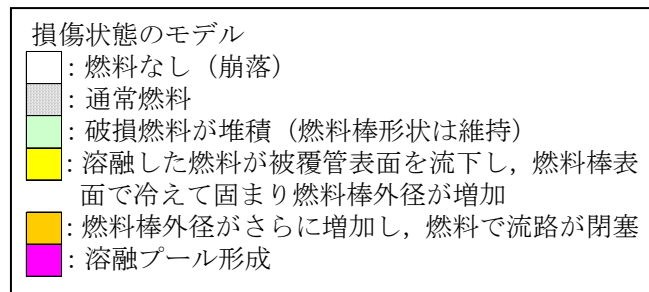 損傷状態のモデル
：燃料なし（崩落）
：通常燃料
：破損燃料が堆積（燃料棒形状は維持）
：溶融した燃料が被覆管表面を流下し，燃料棒表
面で冷えて固まり燃料棒外径が増加
：燃料棒外径がさらに増加し，燃料で流路が閉塞
：溶融プール形成